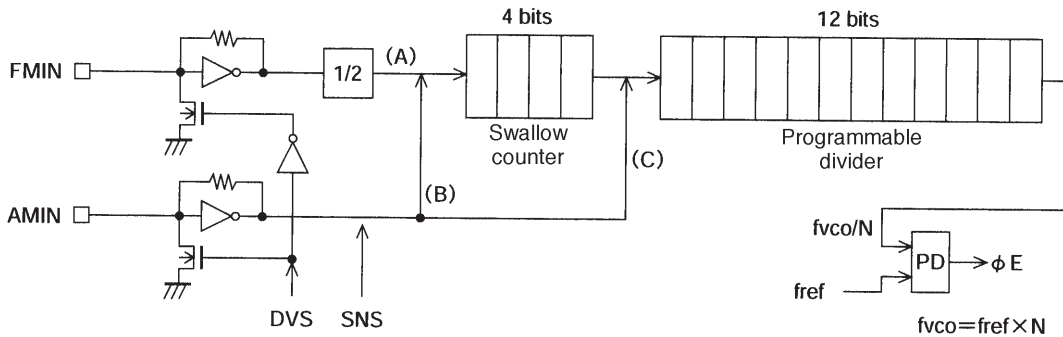 4 bits
12 bits
FMIN
1/2
(A)
Swallow
counter
Programmable
divider
(C)
(B)
AMIN
fvco/N
PD
φE
fref
DVS
SNS
fvco=fref×N